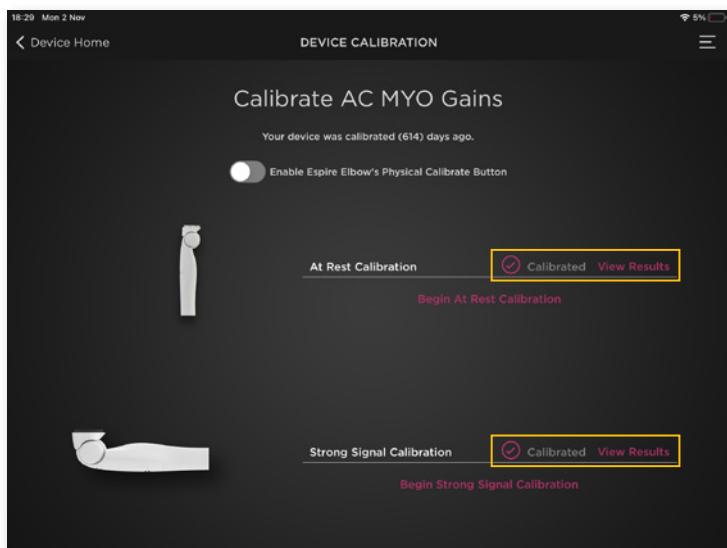 18:29 Mon 2 Nov 5%
Device Home DEVICE CALIBRATION
Calibrate AC MYO Gains
Your device was calibrated (614) days ago.
Enable Espire Elbow's Physical Calibrate Button
At Rest Calibration Calibrated View Results
Begin At Rest Calibration
Strong Signal Calibration Calibrated View Results
Begin Strong Signal Calibration